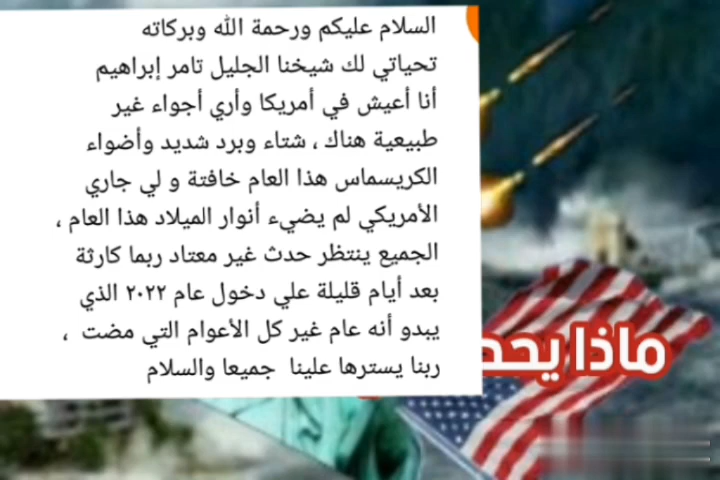 السلام عليكم ورحمة الله وبركاته
تحياتي لك شيخنا الجليل تامر إبراهيم
أنا أعيش في أمريكا وأري أجواء غير
طبيعية هناك ، شتاء وبرد شديد وأضواء
الكريسماس هذا العام خافتة و لي جاري
الأمريكي لم يضيء أنوار الميلاد هذا العام ،
الجميع ينتظر حدث غير معتاد ربما كارثة
بعد أيام قليلة علي دخول عام ٢٠٢٢ الذي
يبدو أنه عام غير كل الأعوام التي مضت ،
ربنا يسترها علينا جميعا والسلام
ماذا